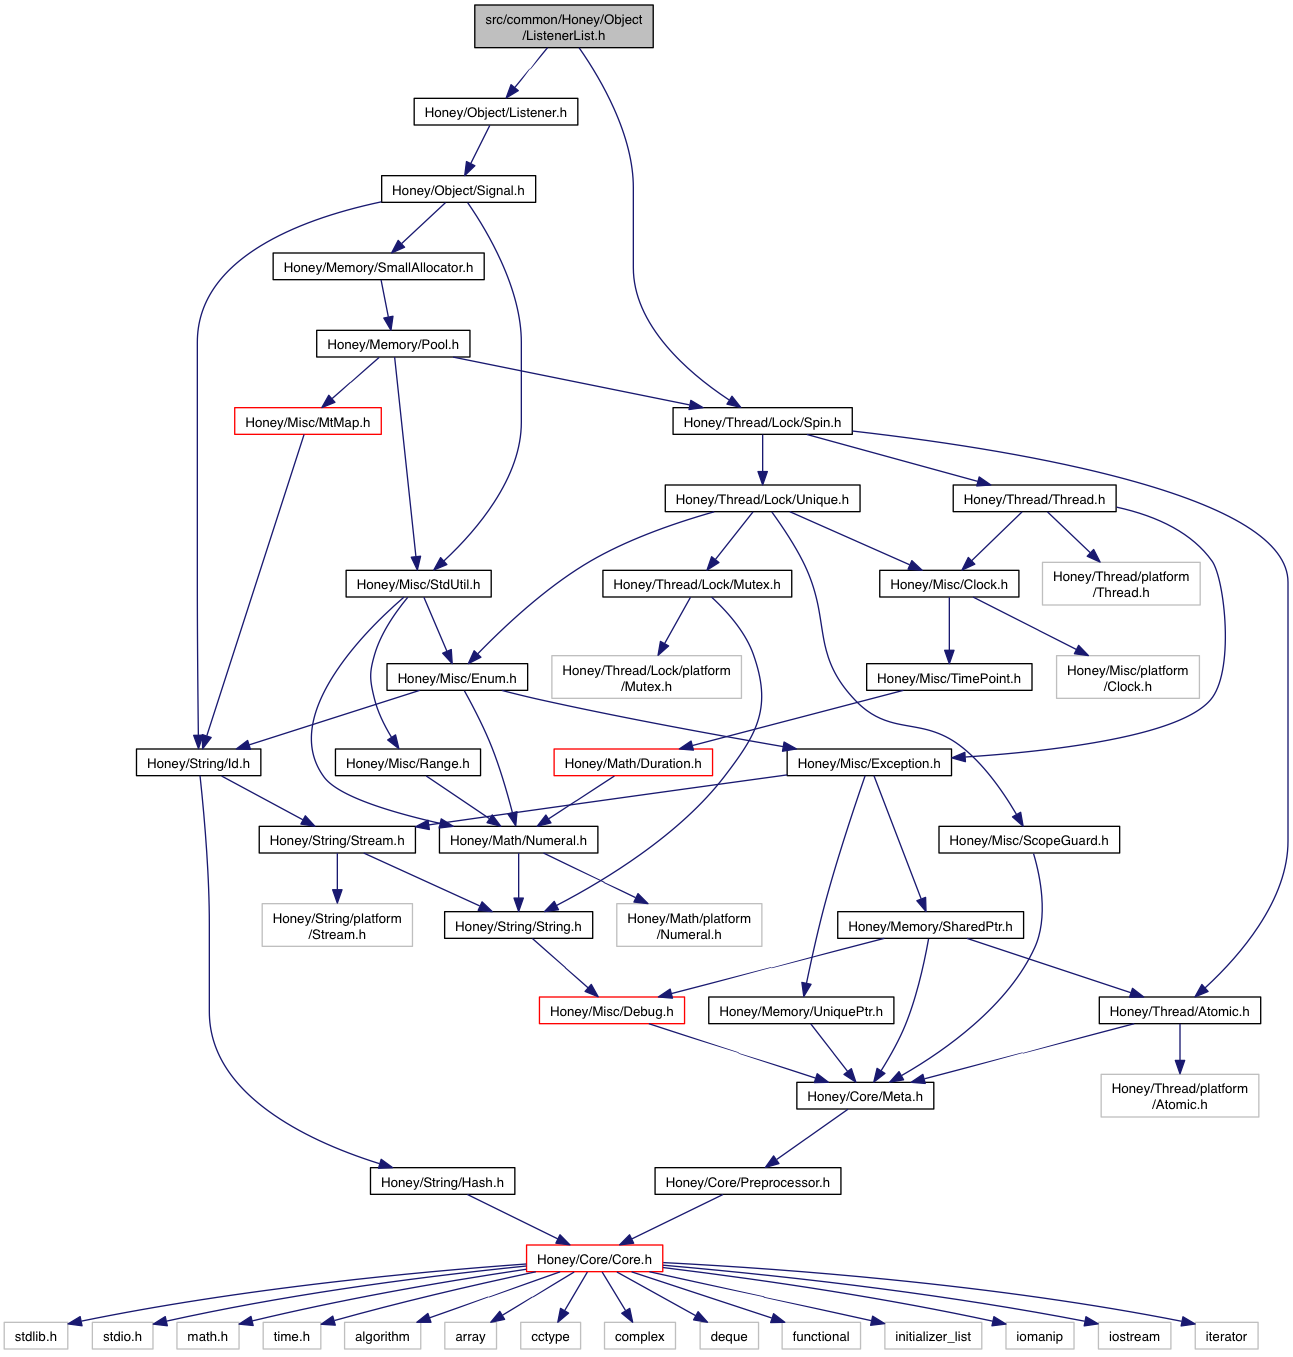 src/common/Honey/Object
/ListenerList.h
Honey/Object/Listener.h
Honey/Object/Signal.h
Honey/Memory/SmallAllocator.h
Honey/Memory/Pool.h
Honey/Misc/MtMap.h
Honey/Thread/Lock/Spin.h
Honey/Thread/Lock/Unique.h
Honey/Thread/Thread.h
Honey/Misc/StdUtil.h
Honey/Thread/Lock/Mutex.h
Honey/Misc/Clock.h
Honey/Thread/platform
/Thread.h
Honey/Misc/Enum.h
Honey/Thread/Lock/platform
/Mutex.h
Honey/Misc/TimePoint.h
Honey/Misc/platform
/Clock.h
Honey/String/Id.h
Honey/Misc/Range.h
Honey/Math/Duration.h
Honey/Misc/Exception.h
Honey/String/Stream.h
Honey/Math/Numeral.h
Honey/Misc/ScopeGuard.h
Honey/String/platform
/Stream.h
Honey/String/String.h
Honey/Math/platform
/Numeral.h
Honey/Memory/SharedPtr.h
Honey/Misc/Debug.h
Honey/Memory/UniquePtr.h
Honey/Thread/Atomic.h
Honey/Core/Meta.h
Honey/Thread/platform
/Atomic.h
Honey/String/Hash.h
Honey/Core/Preprocessor.h
Honey/Core/Core.h
stdlib.h
stdio.h
math.h
time.h
algorithm
array
cctype
complex
deque
functional
initializer_list
iomanip
iostream
iterator